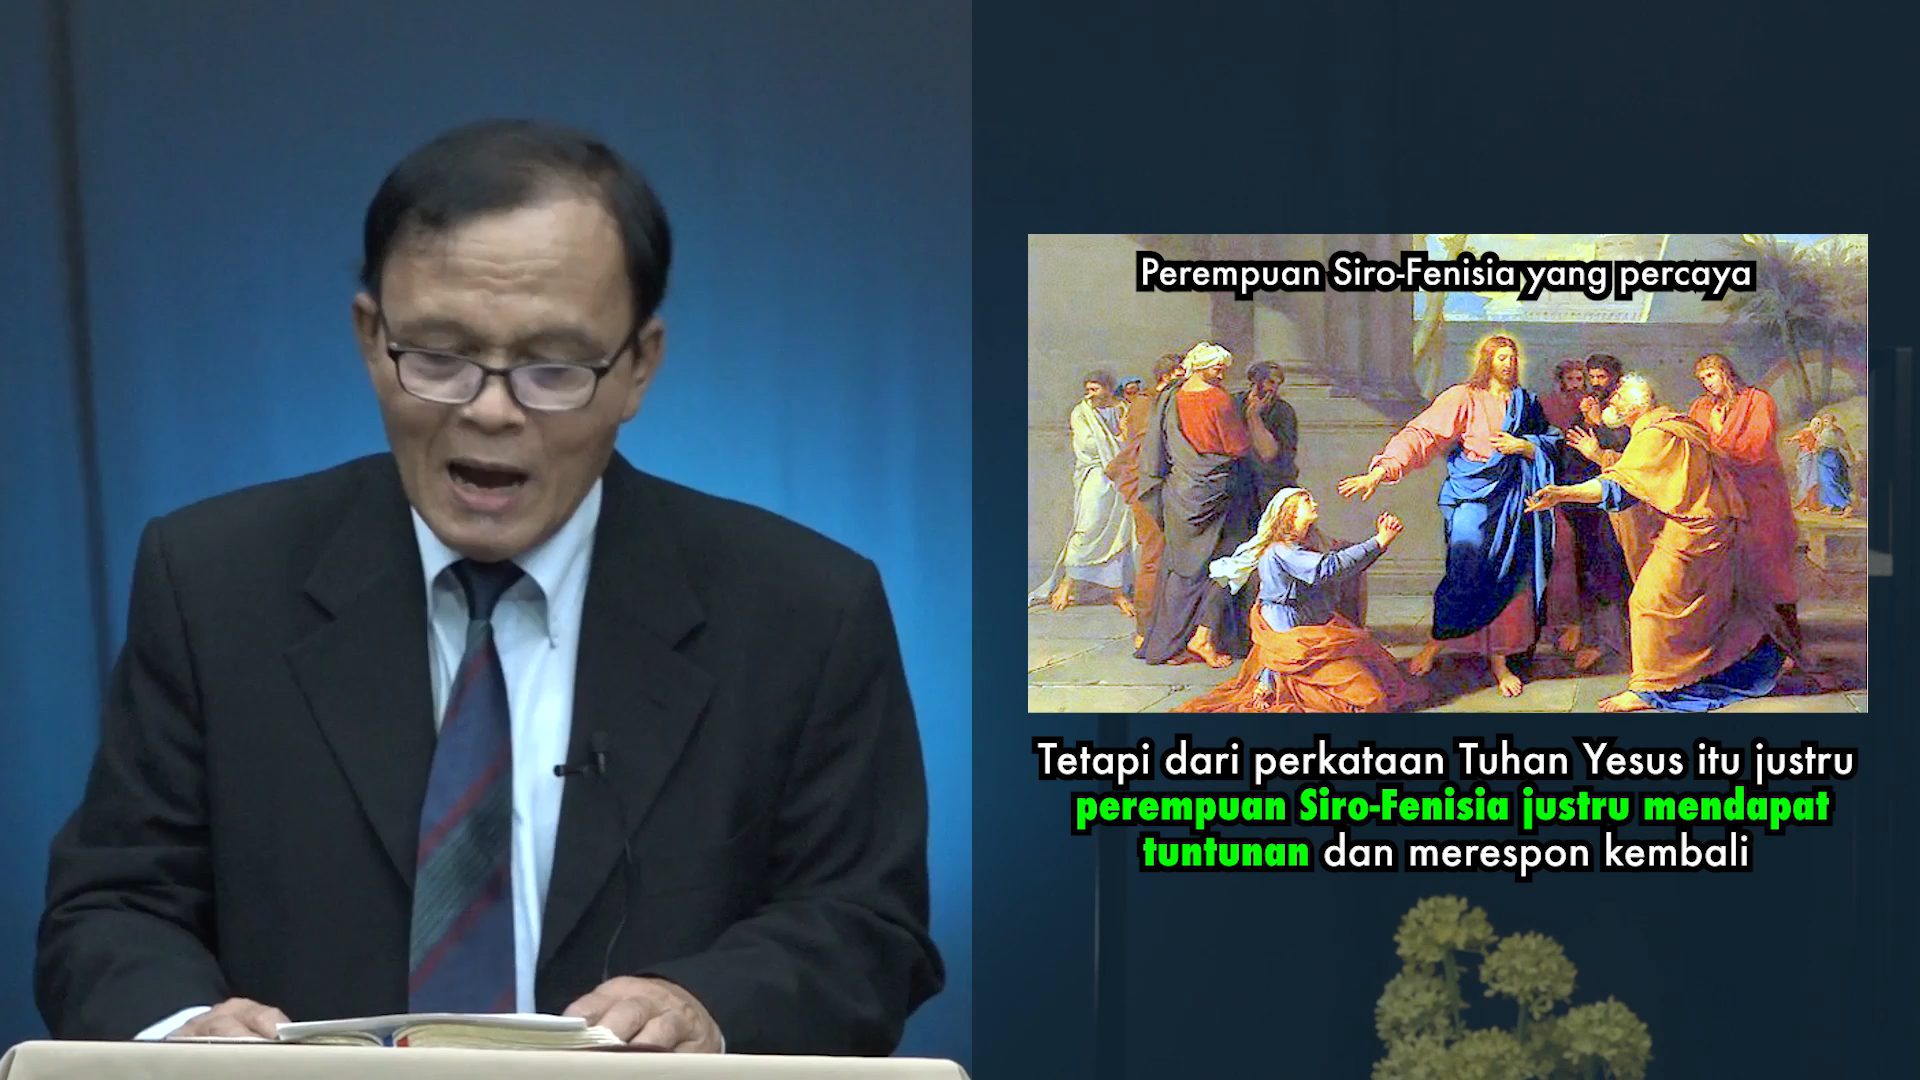 Perempuan Siro-Fenisia yang percaya
Tetapi dari perkataan Tuhan Yesus itu justru
perempuan Siro-Fenisia justru mendapat
tuntunan dan merespon kembali